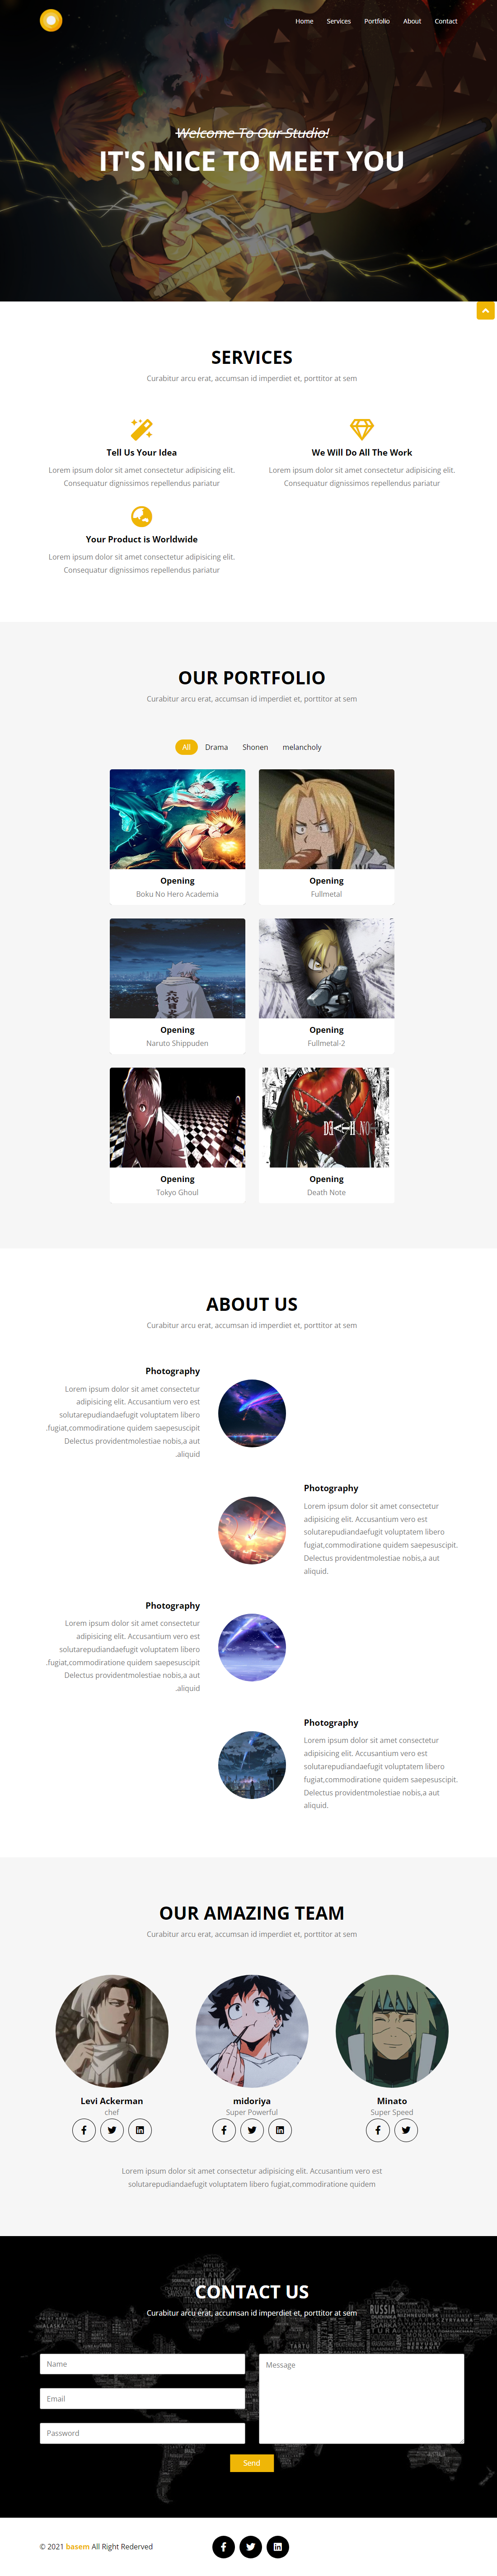 Home Services Portfolio About Contact
Welcome To Our Studio!
IT'S NICE TO MEET YOU
SERVICES
Curabitur arcu erat, accumsan id imperdiet et, porttitor at sem
Tell Us Your Idea
Lorem ipsum dolor sit amet consectetur adipisicing elit.
Consequatur dignissimos repellendus pariatur
We Will Do All The Work
Lorem ipsum dolor sit amet consectetur adipisicing elit.
Consequatur dignissimos repellendus pariatur
Your Product is Worldwide
Lorem ipsum dolor sit amet consectetur adipisicing elit.
Consequatur dignissimos repellendus pariatur
OUR PORTFOLIO
Curabitur arcu erat, accumsan id imperdiet et, porttitor at sem
All Drama Shonen melancholy
Opening
Boku No Hero Academia
Opening
Fullmetal
六代目火
Opening
Naruto Shippuden
Opening
Fullmetal-2
Opening
Tokyo Ghoul
Opening
Death Note
ABOUT US
Curabitur arcu erat, accumsan id imperdiet et, porttitor at sem
Photography
Lorem ipsum dolor sit amet consectetur
adipisicing elit. Accusantium vero est
solutarepudiandaefugit voluptatem libero
.fugiat,commodiratione quidem saepesuscipit
Delectus providentmolestiae nobis,a aut
.aliquid
Photography
Lorem ipsum dolor sit amet consectetur
adipisicing elit. Accusantium vero est
solutarepudiandaefugit voluptatem libero
fugiat,commodiratione quidem saepesuscipit.
Delectus providentmolestiae nobis,a aut
aliquid.
Photography
Lorem ipsum dolor sit amet consectetur
adipisicing elit. Accusantium vero est
solutarepudiandaefugit voluptatem libero
.fugiat,commodiratione quidem saepesuscipit
Delectus providentmolestiae nobis,a aut
.aliquid
Photography
Lorem ipsum dolor sit amet consectetur
adipisicing elit. Accusantium vero est
solutarepudiandaefugit voluptatem libero
fugiat,commodiratione quidem saepesuscipit.
Delectus providentmolestiae nobis,a aut
aliquid.
OUR AMAZING TEAM
Curabitur arcu erat, accumsan id imperdiet et, porttitor at sem
Levi Ackerman
chef
midoriya
Super Powerful
Minato
Super Speed
Lorem ipsum dolor sit amet consectetur adipisicing elit. Accusantium vero est
solutarepudiandaefugit voluptatem libero fugiat,commodiratione quidem
CONTACT US
Curabitur arcu erat, accumsan id imperdiet et, porttitor at sem
GREENLAND
RUSSIA
Name
Email
Password
Message
Send
© 2021 basem All Right Rederved